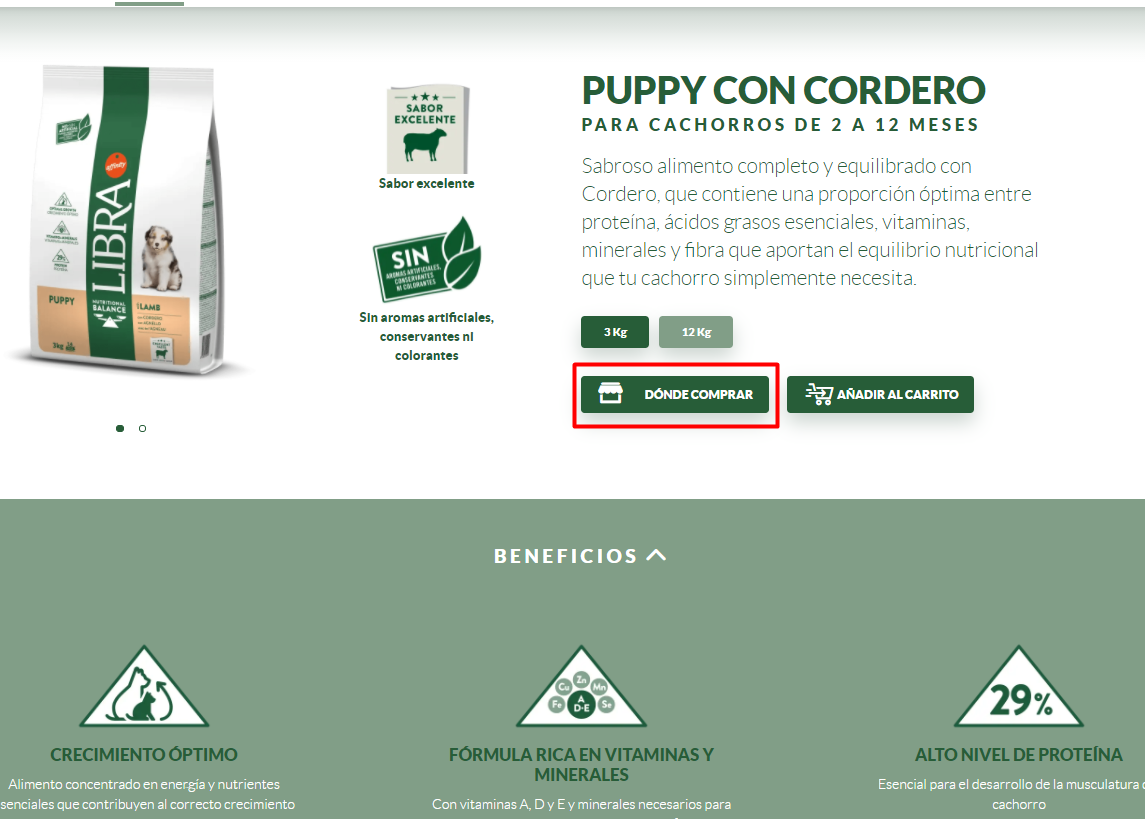 PUPPY CON CORDERO
PARA CACHORROS DE 2 A 12 MESES
Sabroso alimento completo y equilibrado con
Cordero, que contiene una proporción óptima entre
proteína, ácidos grasos esenciales, vitaminas,
minerales y fibra que aportan el equilibrio nutricional
que tu cachorro simplemente necesita.
3 Kg
12 Kg
DÓNDE COMPRAR
AÑADIR AL CARRITO
affinity
LIBRA
NUTRITIONAL
BALANCE
PUPPY
LAMB
3kg
SABOR
EXCELENTE
Sabor excelente
SIN
AROMAS ARTIFICIALES,
CONSERVANTES
NI COLORANTES
Sin aromas artificiales,
conservantes ni
colorantes
BENEFICIOS
CRECIMIENTO ÓPTIMO
Alimento concentrado en energía y nutrientes
senciales que contribuyen al correcto crecimiento
Cu
Zn
Mn
Fe
A
D-E
Se
FÓRMULA RICA EN VITAMINAS Y
MINERALES
Con vitaminas A, D y E y minerales necesarios para
29%
ALTO NIVEL DE PROTEÍNA
Esencial para el desarrollo de la musculatura
cachorro